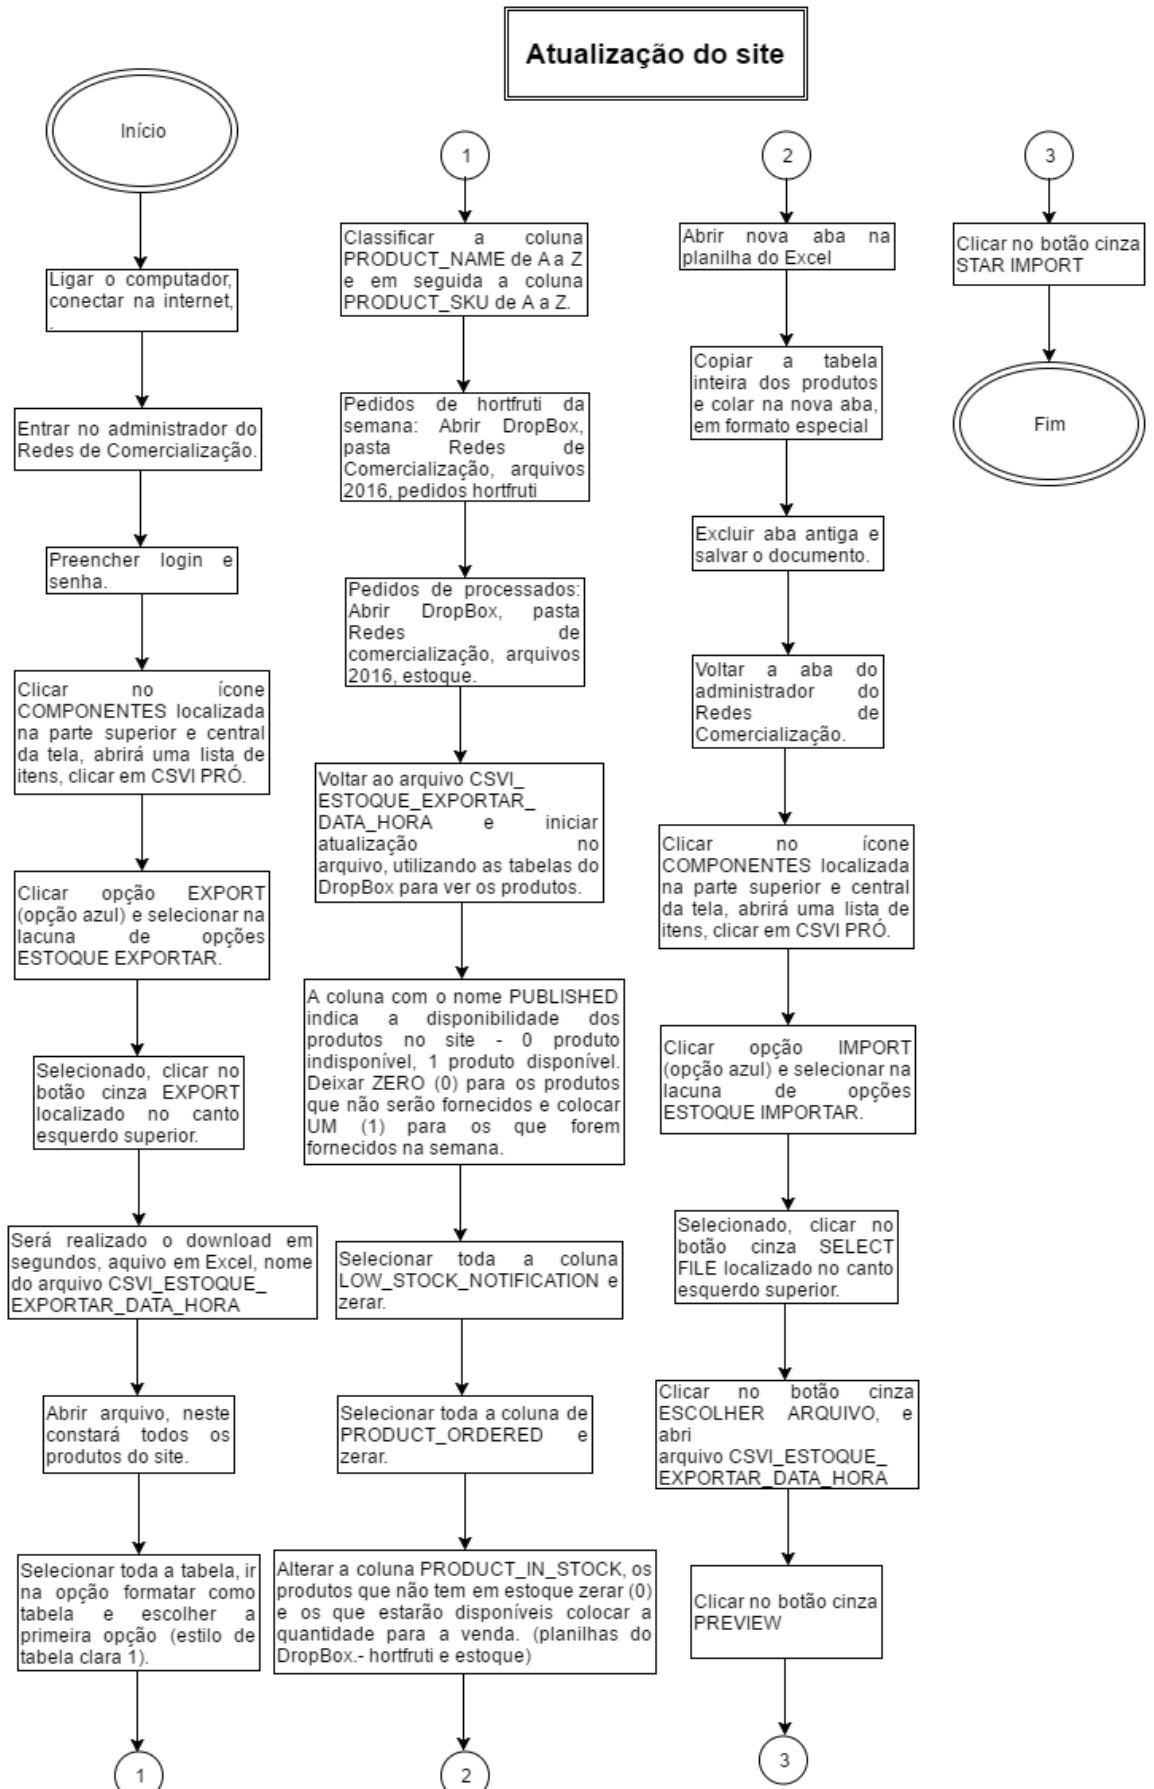 Atualização do site
Início
Ligar o computador,
conectar na internet,
.
Entrar no administrador do
Redes de Comercialização.
Preencher login e
senha.
Clicar no ícone
COMPONENTES localizada
na parte superior e central
da tela, abrirá uma lista de
itens, clicar em CSVI PRÓ.
Clicar opção EXPORT
(opção azul) e selecionar na
lacuna de opções
ESTOQUE EXPORTAR.
Selecionado, clicar no
botão cinza EXPORT
localizado no canto
esquerdo superior.
Será realizado o download em
segundos, aquivo em Excel, nome
do arquivo CSVI_ESTOQUE_
EXPORTAR_DATA_HORA
Abrir arquivo, neste
constará todos os
produtos do site.
Selecionar toda a tabela, ir
na opção formatar como
tabela e escolher a
primeira opção (estilo de
tabela clara 1).
1
1
Classificar a coluna
PRODUCT_NAME de A a Z
e em seguida a coluna
PRODUCT_SKU de A a Z.
Pedidos de hortfruti da
semana: Abrir DropBox,
pasta Redes de
Comercialização, arquivos
2016, pedidos hortfruti
Pedidos de processados:
Abrir DropBox, pasta
Redes de
comercialização, arquivos
2016, estoque.
Voltar ao arquivo CSVI_
ESTOQUE_EXPORTAR_
DATA_HORA e iniciar
atualização no
arquivo, utilizando as tabelas do
DropBox para ver os produtos.
A coluna com o nome PUBLISHED
indica a disponibilidade dos
produtos no site - 0 produto
indisponível, 1 produto disponível.
Deixar ZERO (0) para os produtos
que não serão fornecidos e colocar
UM (1) para os que forem
fornecidos na semana.
Selecionar toda a coluna
LOW_STOCK_NOTIFICATION e
zerar.
Selecionar toda a coluna de
PRODUCT_ORDERED e
zerar.
Alterar a coluna PRODUCT_IN_STOCK, os
produtos que não tem em estoque zerar (0)
e os que estarão disponíveis colocar a
quantidade para a venda. (planilhas do
DropBox.- hortfruti e estoque)
2
2
Abrir nova aba na
planilha do Excel
Copiar a tabela
inteira dos produtos
e colar na nova aba,
em formato especial
Excluir aba antiga e
salvar o documento.
Voltar a aba do
administrador do
Redes de
Comercialização.
Clicar no ícone
COMPONENTES localizada
na parte superior e central
da tela, abrirá uma lista de
itens, clicar em CSVI PRÓ.
Clicar opção IMPORT
(opção azul) e selecionar na
lacuna de opções
ESTOQUE IMPORTAR.
Selecionado, clicar no
botão cinza SELECT
FILE localizado no canto
esquerdo superior.
Clicar no botão cinza
ESCOLHER ARQUIVO, e
abri
arquivo CSVI_ESTOQUE_
EXPORTAR_DATA_HORA
Clicar no botão cinza
PREVIEW
3
3
Clicar no botão cinza
STAR IMPORT
Fim